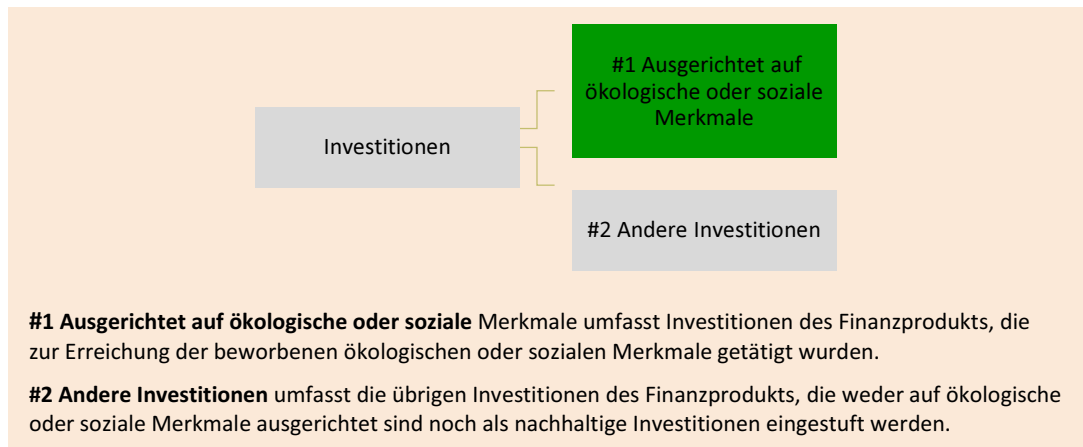 #1 Ausgerichtet auf
ökologische oder soziale
Merkmale
Investitionen
#2 Andere Investitionen
#1 Ausgerichtet auf ökologische oder soziale Merkmale umfasst Investitionen des Finanzprodukts, die
zur Erreichung der beworbenen ökologischen oder sozialen Merkmale getätigt wurden.
#2 Andere Investitionen umfasst die übrigen Investitionen des Finanzprodukts, die weder auf ökologische
oder soziale Merkmale ausgerichtet sind noch als nachhaltige Investitionen eingestuft werden.